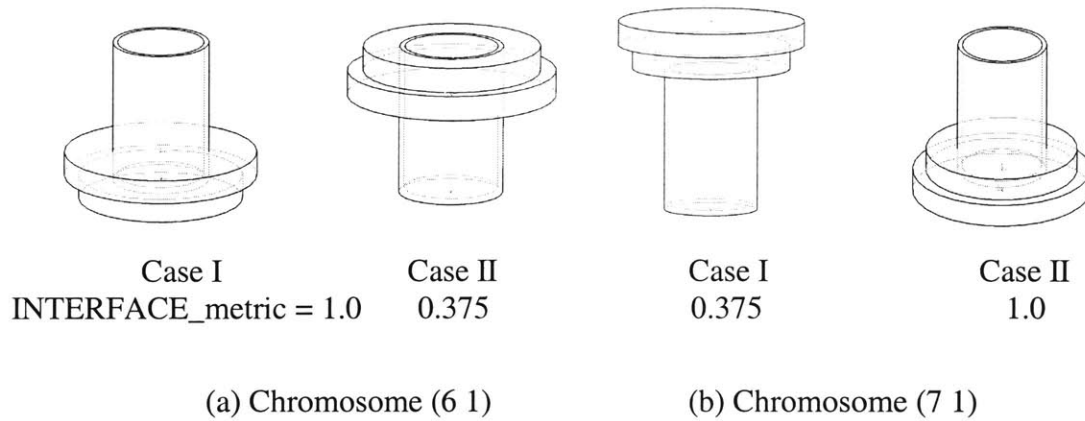 Case I Case II Case I Case II
INTERFACE_metric = 1.0 0.375 0.375 1.0
(a) Chromosome (6 1) (b) Chromosome (7 1)